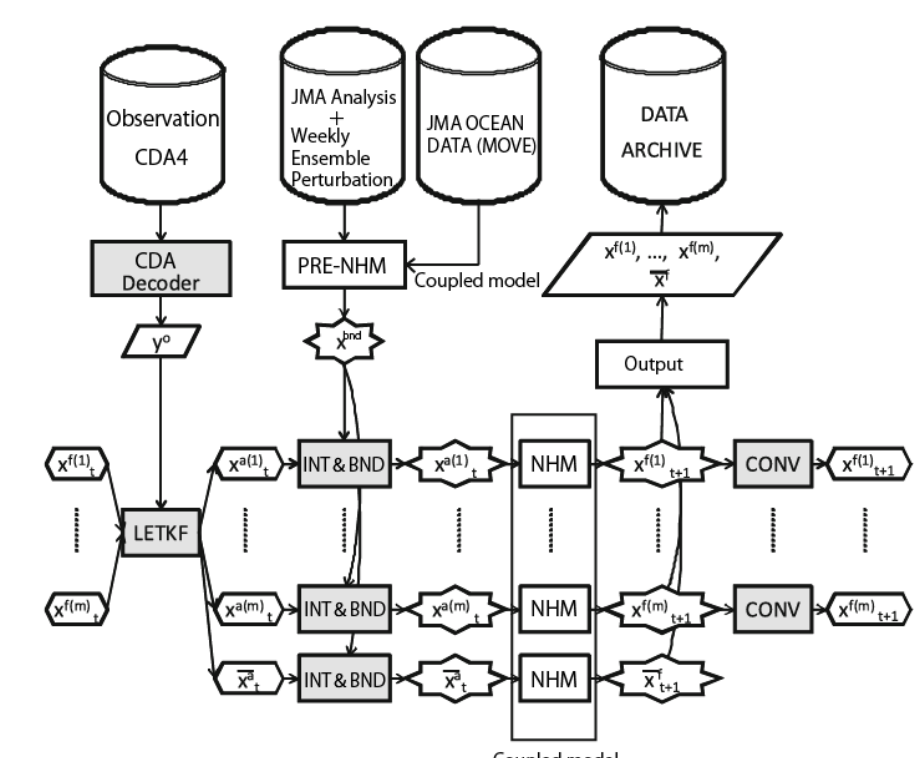 Observation
CDA4
JMA Analysis
+
Weekly
Ensemble
Perturbation
JMA OCEAN
DATA (MOVE)
DATA
ARCHIVE
CDA
Decoder
PRE-NHM
Coupled model
x^f(1), ..., x^f(m),
x̅^f
y^o
x^bnd
Output
x^f(1)_t
x^a(1)_t
INT & BND
x^a(1)_t
NHM
x^f(1)_t+1
CONV
x^f(1)_t+1
LETKF
x^f(m)_t
x^a(m)_t
INT & BND
x^a(m)_t
NHM
x^f(m)_t+1
CONV
x^f(m)_t+1
x̅^a_t
INT & BND
x̅^a_t
NHM
x̅^f_t+1
Coupled model